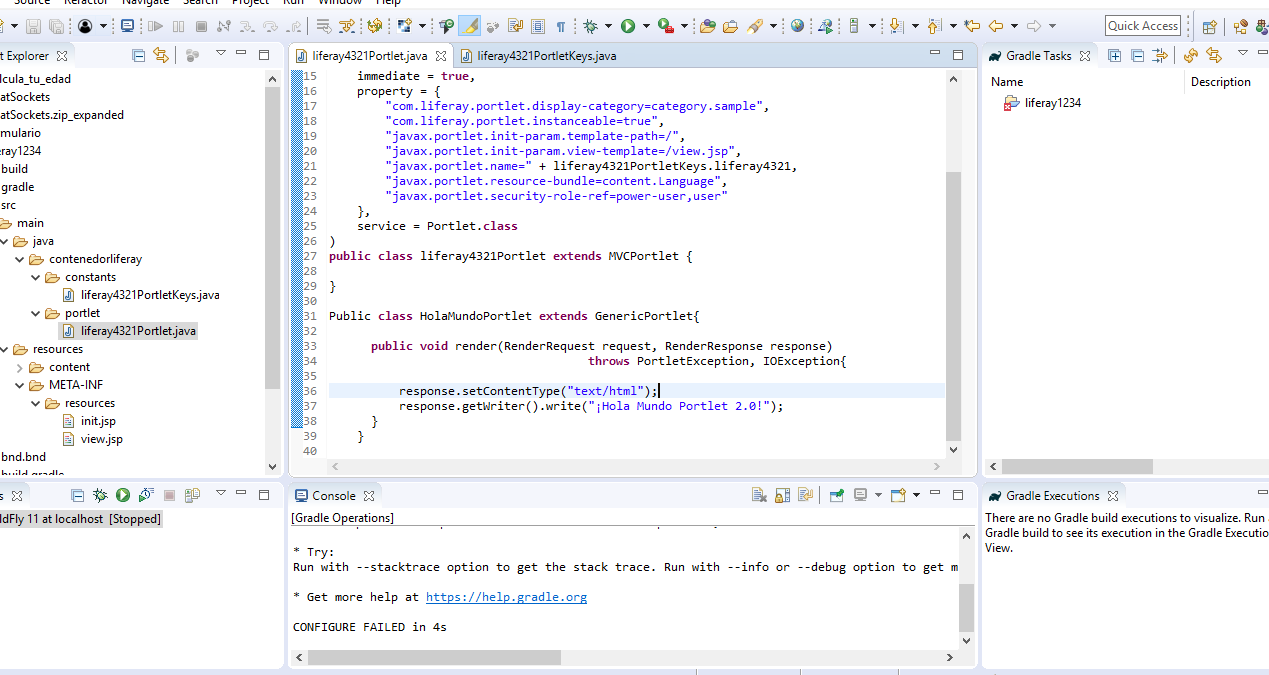 Source Refactor Navigate Search Project Run Window Help
Quick Access
t Explorer
lcula_tu_edad
atSockets
atSockets.zip_expanded
mulario
eray1234
build
gradle
src
main
java
contenedorliferay
constants
liferay4321PortletKeys.java
portlet
liferay4321Portlet.java
resources
content
META-INF
resources
init.jsp
view.jsp
bnd.bnd
build.gradle
liferay4321Portlet.java
liferay4321PortletKeys.java
15 immediate = true,
16 property = {
17 "com.liferay.portlet.display-category=category.sample",
18 "com.liferay.portlet.instanceable=true",
19 "javax.portlet.init-param.template-path=/",
20 "javax.portlet.init-param.view-template=/view.jsp",
21 "javax.portlet.name=" + liferay4321PortletKeys.liferay4321,
22 "javax.portlet.resource-bundle=content.Language",
23 "javax.portlet.security-role-ref=power-user,user"
24 },
25 service = Portlet.class
26 )
27 public class liferay4321Portlet extends MVCPortlet {
28
29 }
30
31 Public class HolaMundoPortlet extends GenericPortlet{
32
33 public void render(RenderRequest request, RenderResponse response)
34 throws PortletException, IOException{
35
36 response.setContentType("text/html");
37 response.getWriter().write("¡Hola Mundo Portlet 2.0!");
38 }
39 }
40
Gradle Tasks
Name Description
liferay1234
s
ldFly 11 at localhost [Stopped]
Console
[Gradle Operations]
* Try:
Run with --stacktrace option to get the stack trace. Run with --info or --debug option to get m
* Get more help at https://help.gradle.org
CONFIGURE FAILED in 4s
Gradle Executions
There are no Gradle build executions to visualize. Run
Gradle build to see its execution in the Gradle Executio
View.